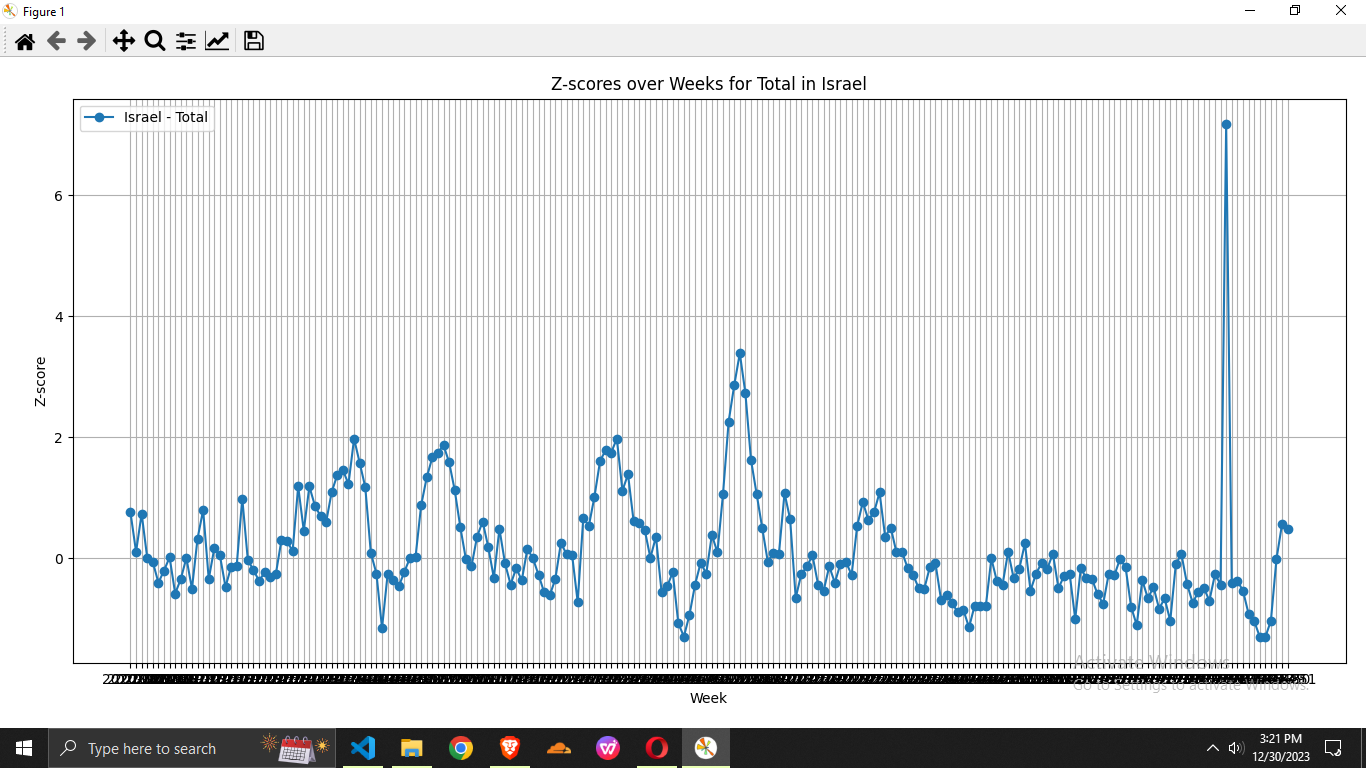 Figure 1
Z-scores over Weeks for Total in Israel
Israel - Total
6
4
2
0
Z-score
Week
Activate Windows
Go to Settings to activate Windows.
Type here to search
3:21 PM
12/30/2023